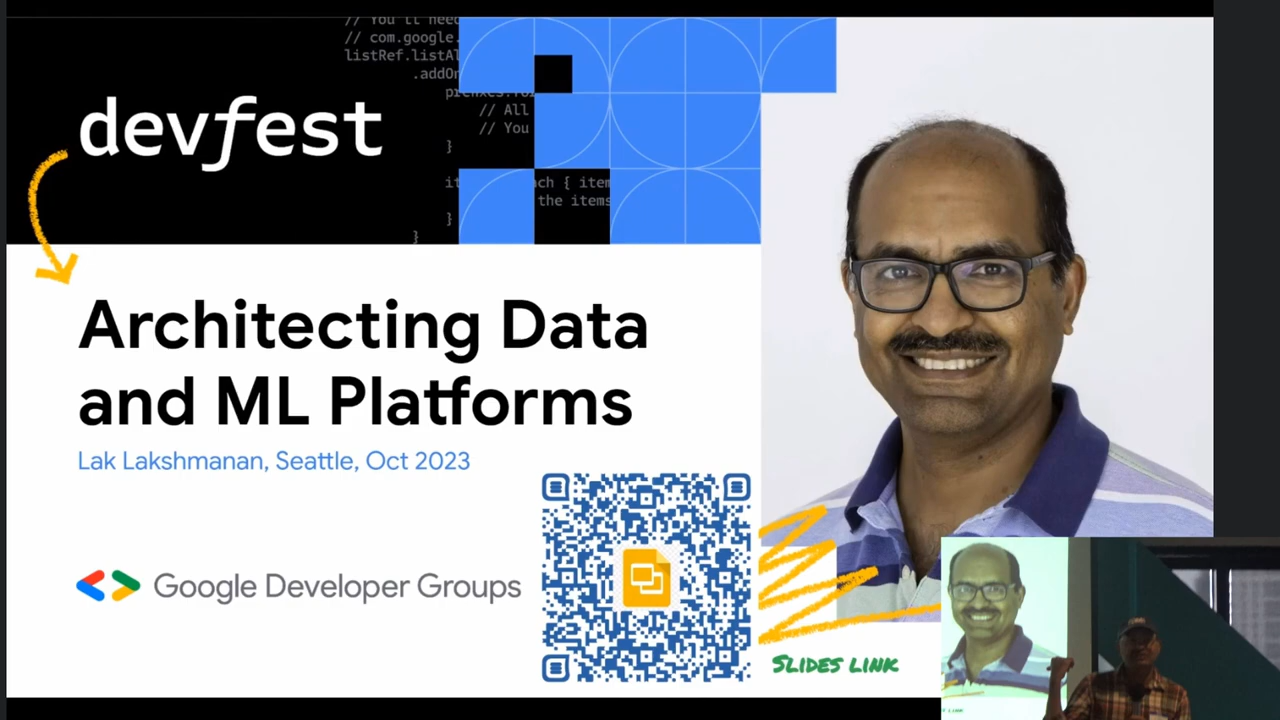 // You'll need
// com.google.
listRef.listAl
.addOn
// All
// You
}
ach { item
the items
}
}
devfest
Architecting Data
and ML Platforms
Lak Lakshmanan, Seattle, Oct 2023
Google Developer Groups
SLIDES LINK